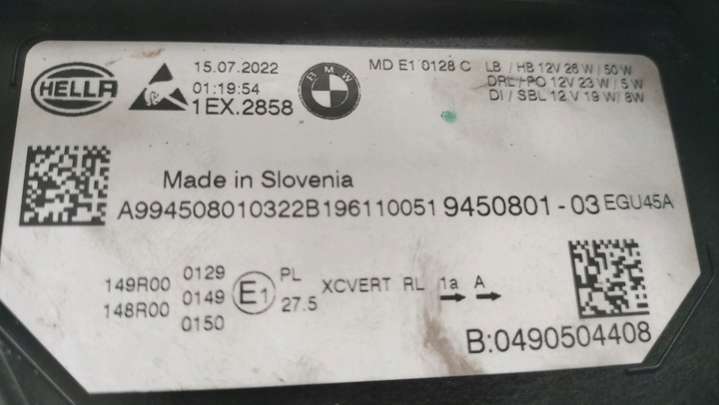 HELLA
15.07.2022
01:19:54
1EX.2858
BMW
MD E1 0128 C
LB / HB 12V 26 W / 50 W
DRL / PO 12V 23 W / 5 W
DI / SBL 12 V 19 W / 8W
Made in Slovenia
A994508010322B1961100519450801 - 03 EGU45A
149R00 0129
148R00 0149
0150
E1
PL
27.5
XCVERT RL 1a A
B:0490504408